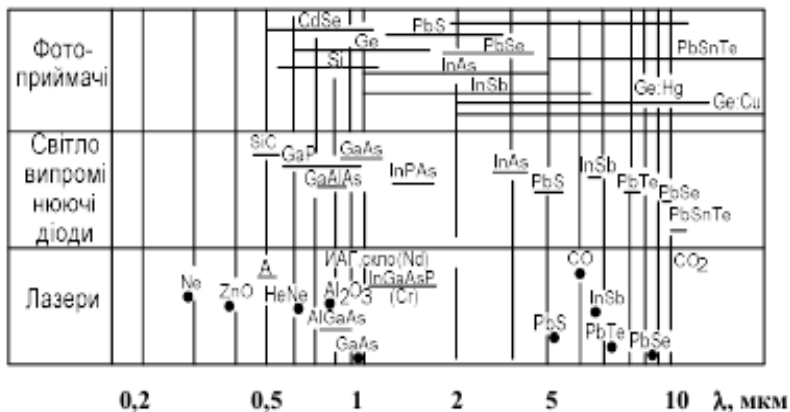 Фото-
приймачі
CdSe
PbS
Ge
PbSe
PbSnTe
Si
InAs
InSb
Ge:Hg
Ge:Cu
Світло
випромі
нюючі
діоди
SiC
GaAs
GaP
InAs
InSb
GaAlAs
InPAs
PbS
PbTe
PbSe
PbSnTe
Лазери
ИАГ,скло(Nd)
CO
CO2
A
Ne
ZnO
HeNe
Al2O3
InGaAsP
(Cr)
InSb
AlGaAs
PbS
PbTe
PbSe
GaAs
0,2 0,5 1 2 5 10 λ, мкм